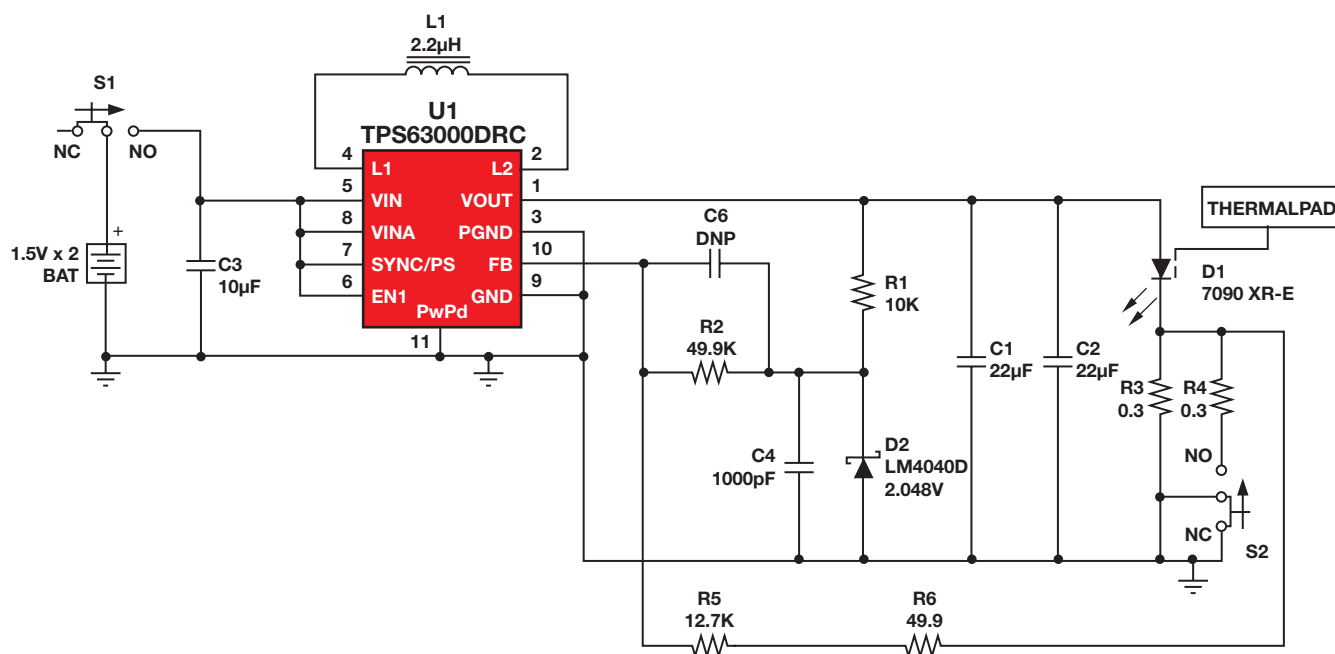 L1
2.2µH
S1
NC
NO
U1
TPS63000DRC
4
L1
L2
2
5
VIN
VOUT
1
8
VINA
PGND
3
7
SYNC/PS
FB
10
6
EN1
GND
9
PwPd
11
+
1.5V x 2
BAT
C3
10µF
C6
DNP
R2
49.9K
R1
10K
C4
1000pF
D2
LM4040D
2.048V
C1
22µF
C2
22µF
THERMALPAD
D1
7090 XR-E
R3
0.3
R4
0.3
NO
NC
S2
R5
12.7K
R6
49.9